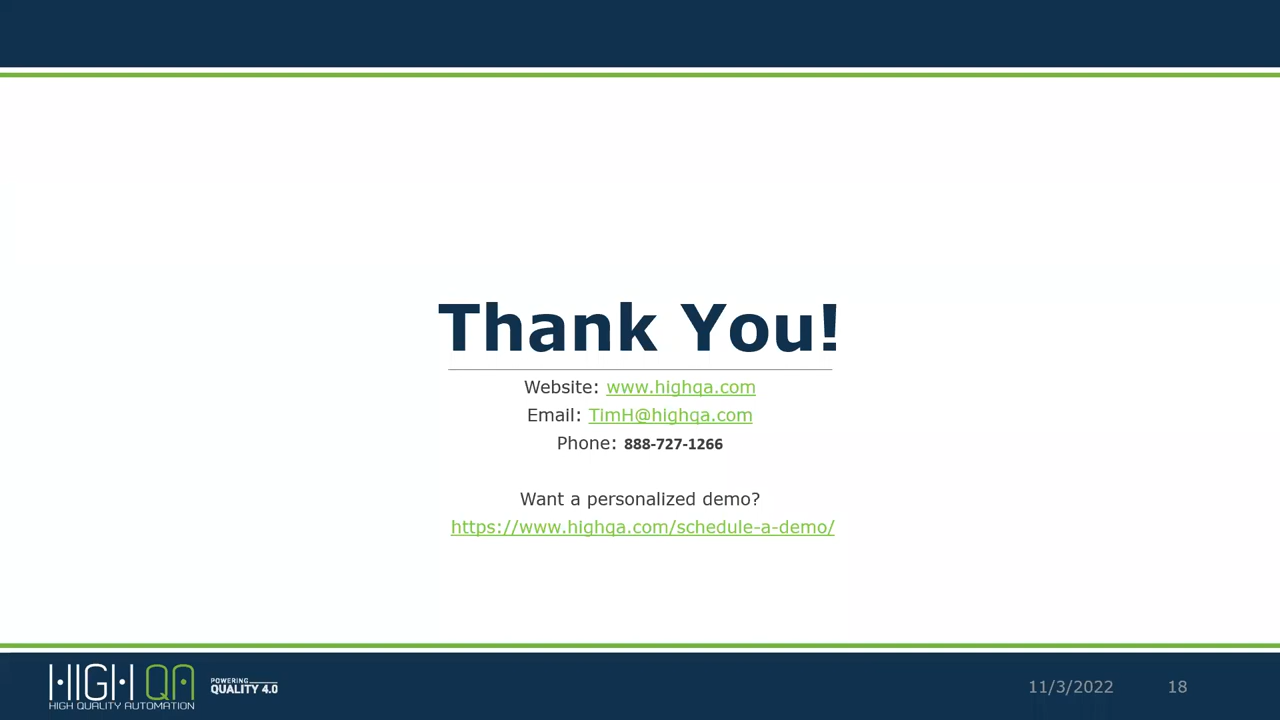 Thank You!
Website: www.highqa.com
Email: TimH@highqa.com
Phone: 888-727-1266
Want a personalized demo?
https://www.highqa.com/schedule-a-demo/
HIGH QA
HIGH QUALITY AUTOMATION
POWERING
QUALITY 4.0
11/3/2022
18